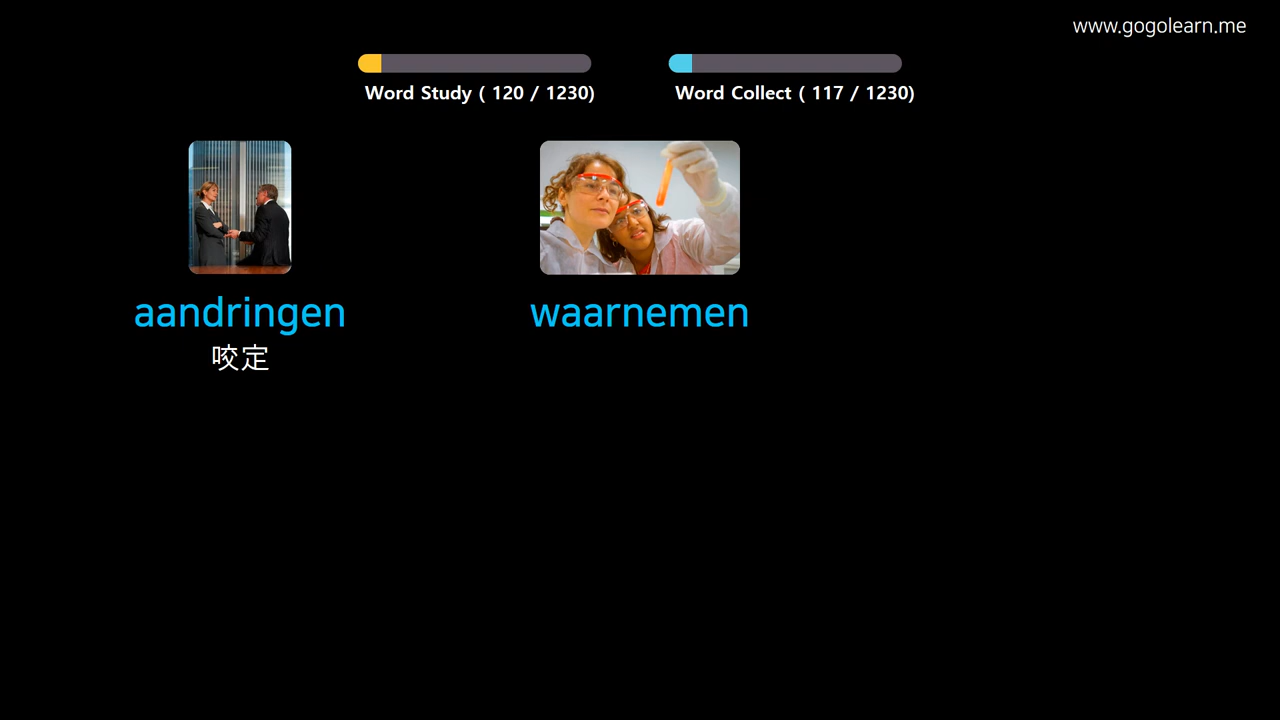 www.gogolearn.me
Word Study ( 120 / 1230)
Word Collect ( 117 / 1230)
aandringen
waarnemen
咬定